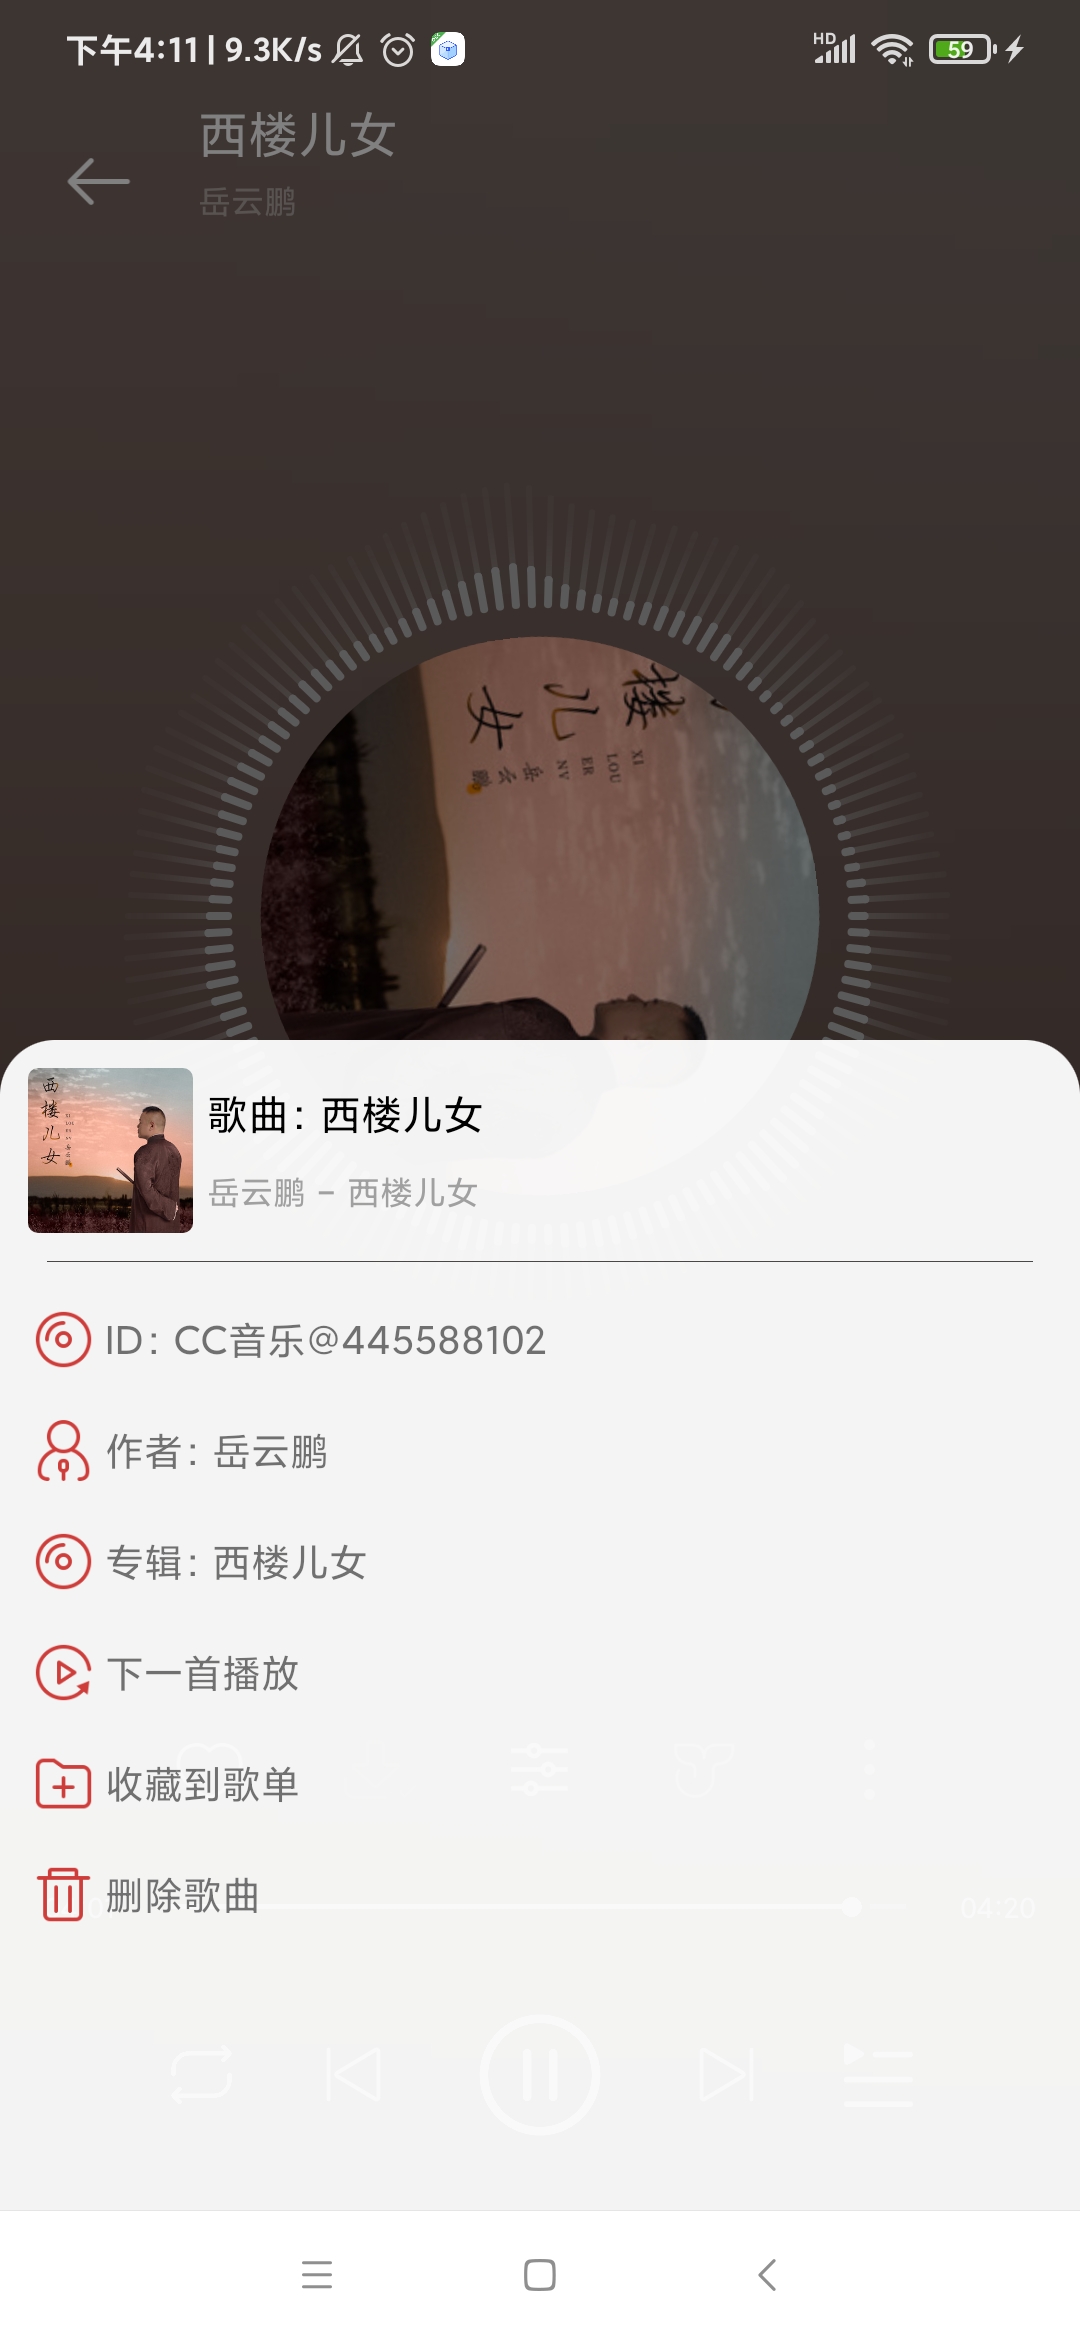 下午4:11 | 9.3K/s
HD
59
西楼儿女
岳云鹏
楼
儿
女
XI
LOU
ER
NV
岳云鹏
西楼儿女
歌曲: 西楼儿女
岳云鹏 - 西楼儿女
ID: CC音乐@445588102
作者: 岳云鹏
专辑: 西楼儿女
下一首播放
收藏到歌单
删除歌曲
04:20